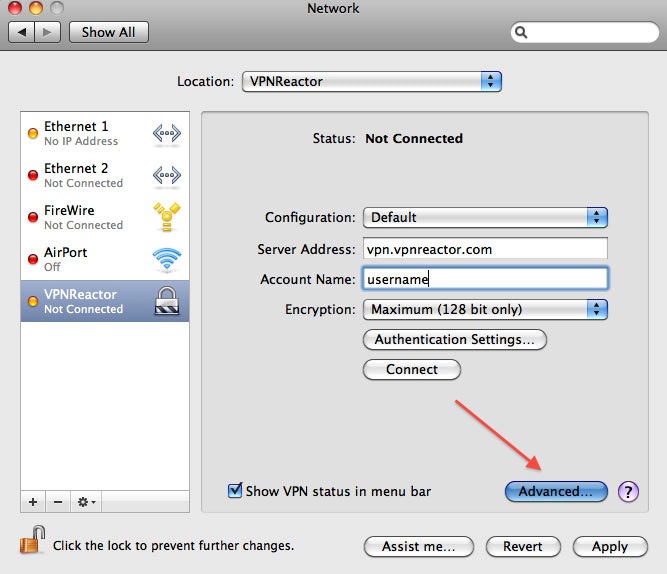 Network
Show All
Location: VPNReactor
Ethernet 1
No IP Address
Ethernet 2
Not Connected
FireWire
Not Connected
AirPort
Off
VPNReactor
Not Connected
Status: Not Connected
Configuration: Default
Server Address: vpn.vpnreactor.com
Account Name: username
Encryption: Maximum (128 bit only)
Authentication Settings...
Connect
Show VPN status in menu bar
Advanced... ?
Click the lock to prevent further changes.
Assist me... Revert Apply